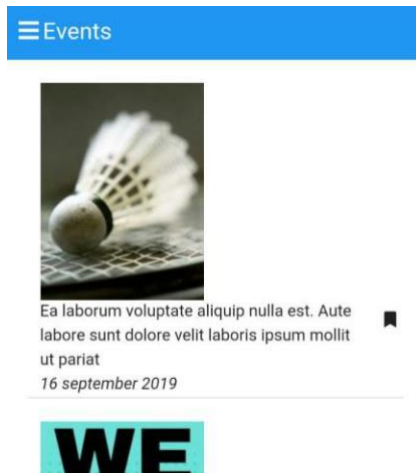 Events
Ea laborum voluptate aliquip nulla est. Aute
labore sunt dolore velit laboris ipsum mollit
ut pariat
16 september 2019
WE